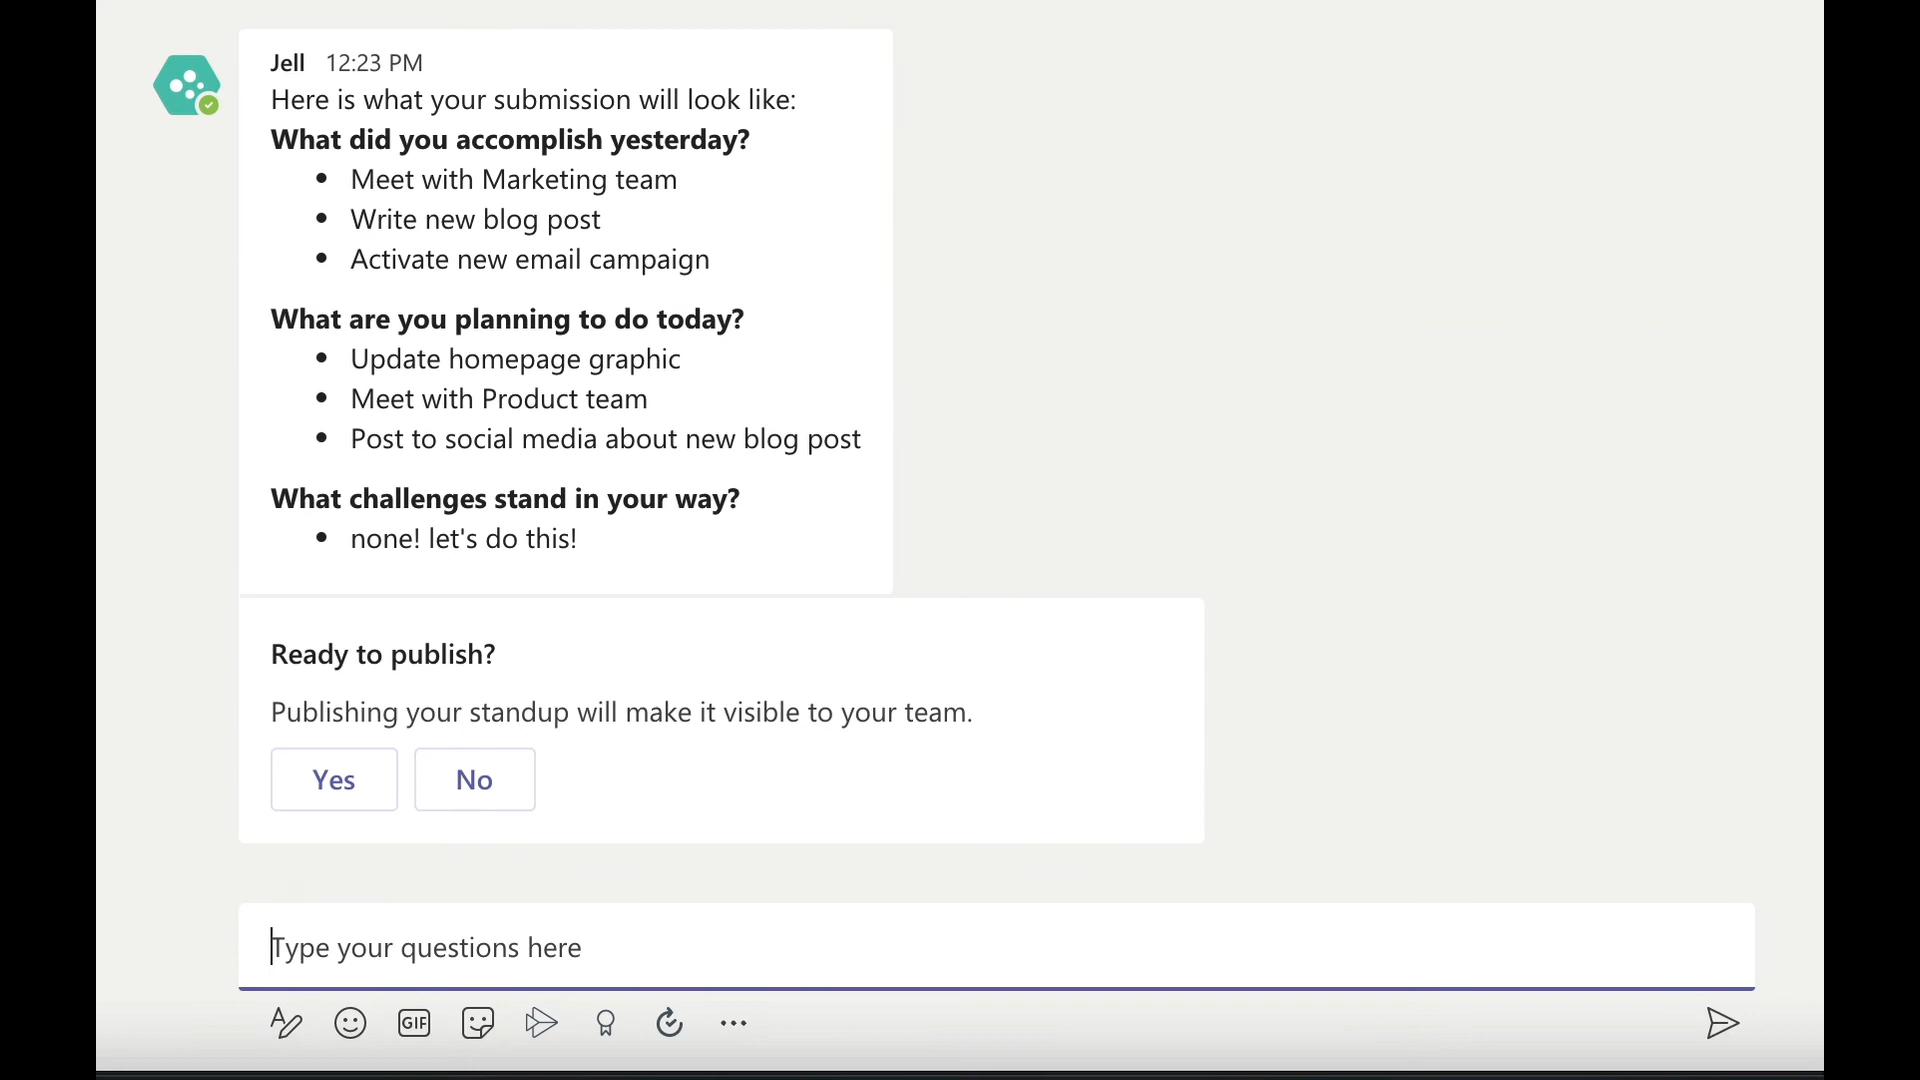 Jell 12:23 PM
Here is what your submission will look like:
What did you accomplish yesterday?
• Meet with Marketing team
• Write new blog post
• Activate new email campaign
What are you planning to do today?
• Update homepage graphic
• Meet with Product team
• Post to social media about new blog post
What challenges stand in your way?
• none! let's do this!
Ready to publish?
Publishing your standup will make it visible to your team.
Yes No
Type your questions here
GIF